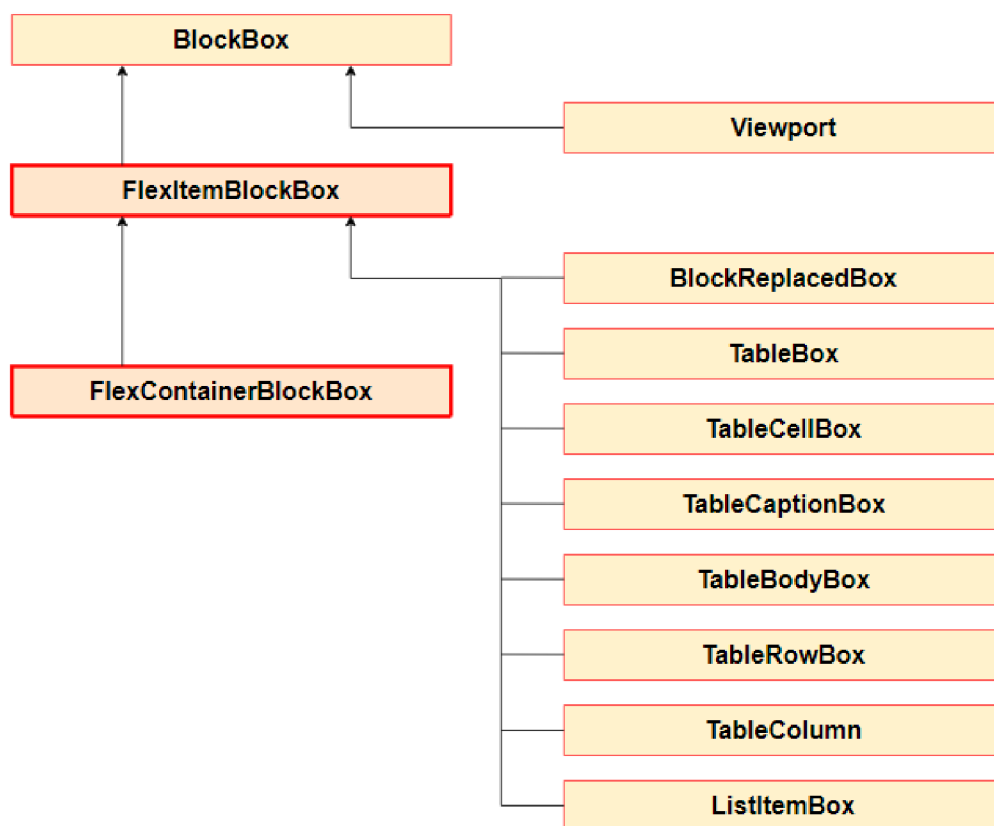 BlockBox
Viewport
FlexItemBlockBox
BlockReplacedBox
TableBox
FlexContainerBlockBox
TableCellBox
TableCaptionBox
TableBodyBox
TableRowBox
TableColumn
ListItemBox